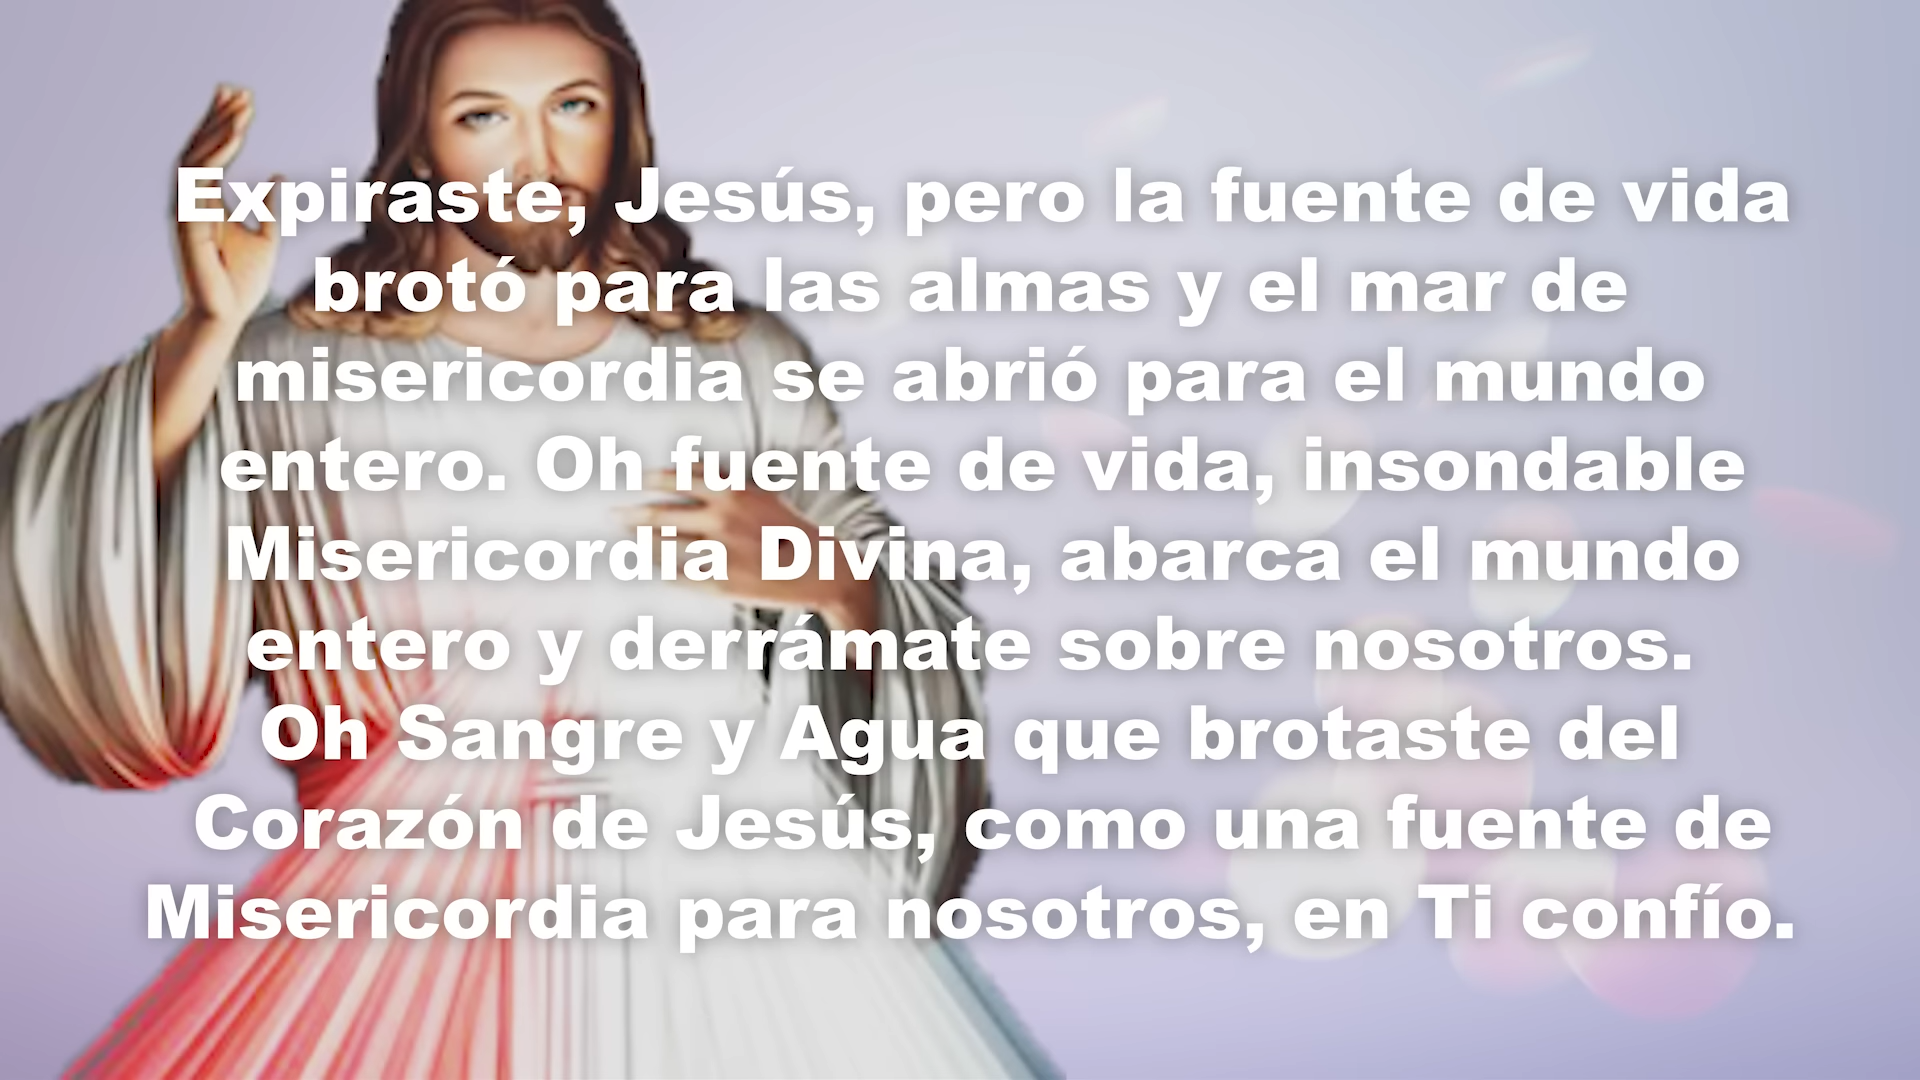 Expiraste, Jesús, pero la fuente de vida
brotó para las almas y el mar de
misericordia se abrió para el mundo
entero. Oh fuente de vida, insondable
Misericordia Divina, abarca el mundo
entero y derrámate sobre nosotros.
Oh Sangre y Agua que brotaste del
Corazón de Jesús, como una fuente de
Misericordia para nosotros, en Ti confío.